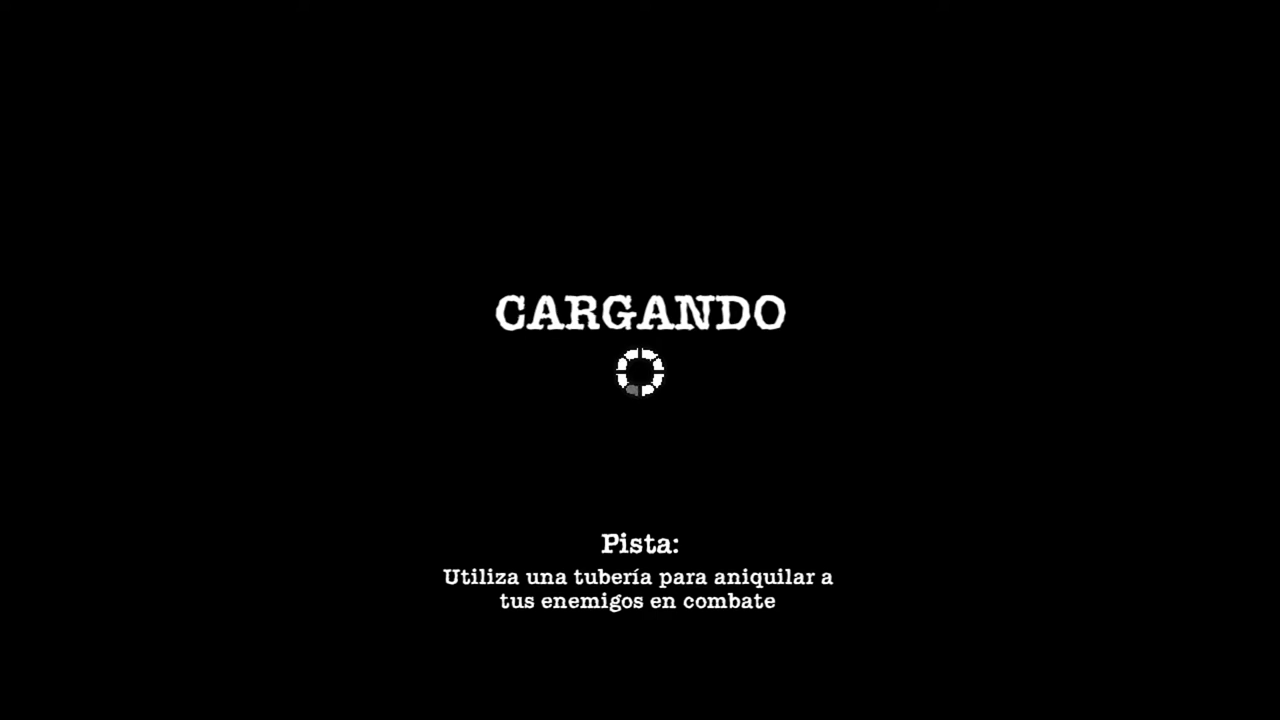 CARGANDO
Pista:
Utiliza una tubería para aniquilar a
tus enemigos en combate